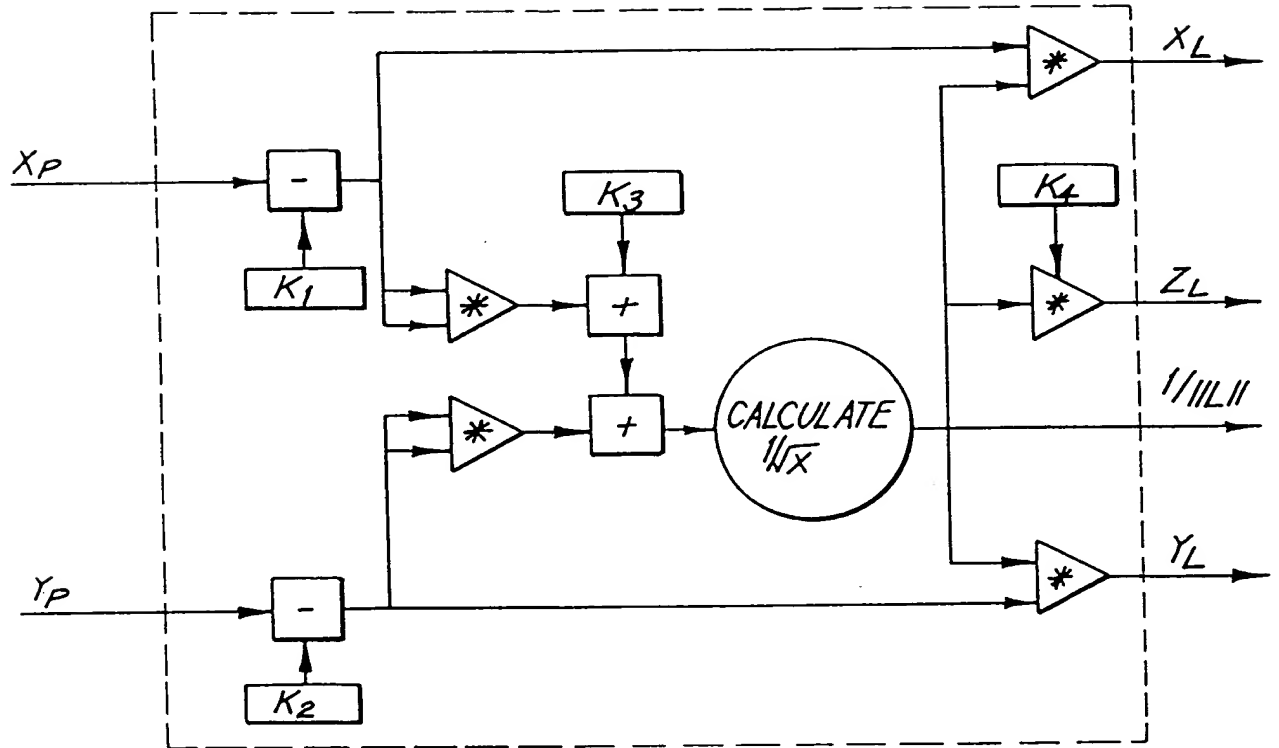 X_L
X_P
-
K_3
K_4
K_1
*
+
Z_L
*
*
+
CALCULATE
1/√X
1/||L||
Y_P
-
K_2
*
Y_L
*